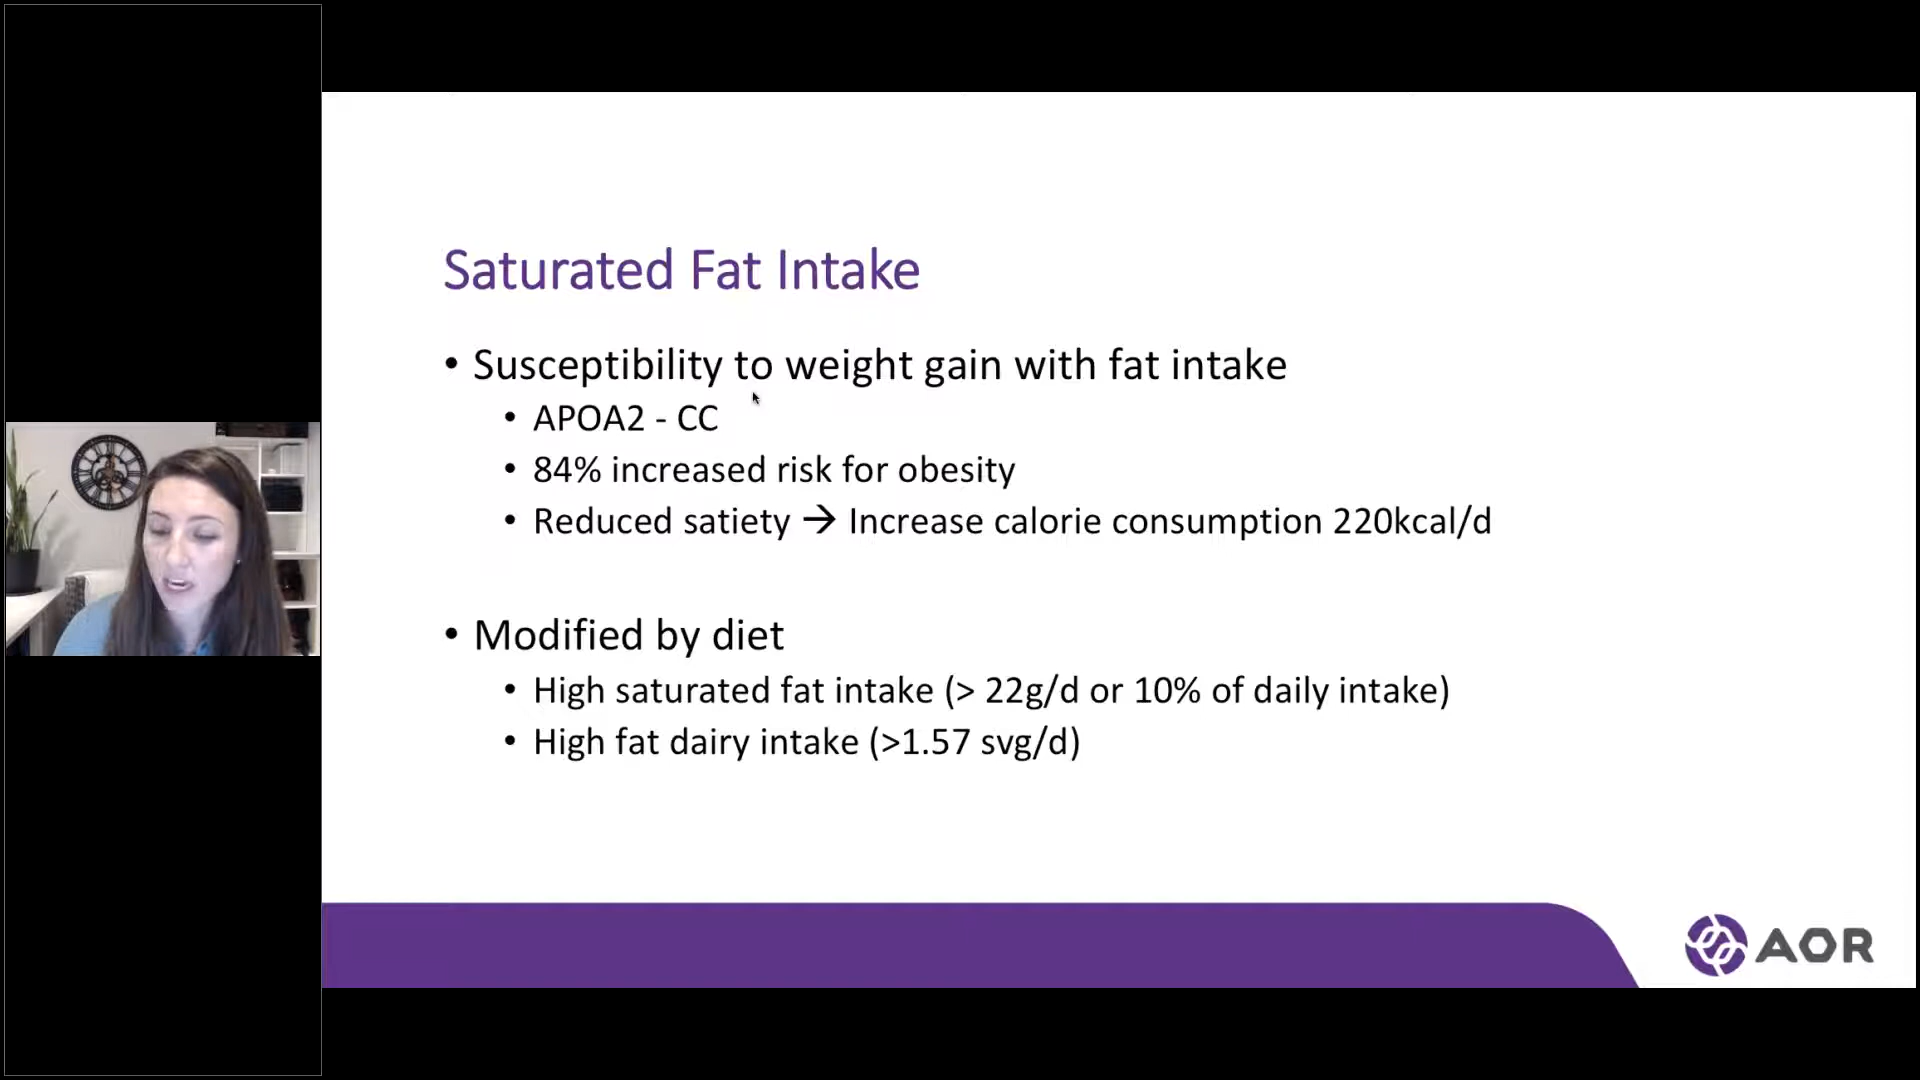 Saturated Fat Intake
• Susceptibility to weight gain with fat intake
• APOA2 - CC
• 84% increased risk for obesity
• Reduced satiety → Increase calorie consumption 220kcal/d
• Modified by diet
• High saturated fat intake (> 22g/d or 10% of daily intake)
• High fat dairy intake (>1.57 svg/d)
AOR